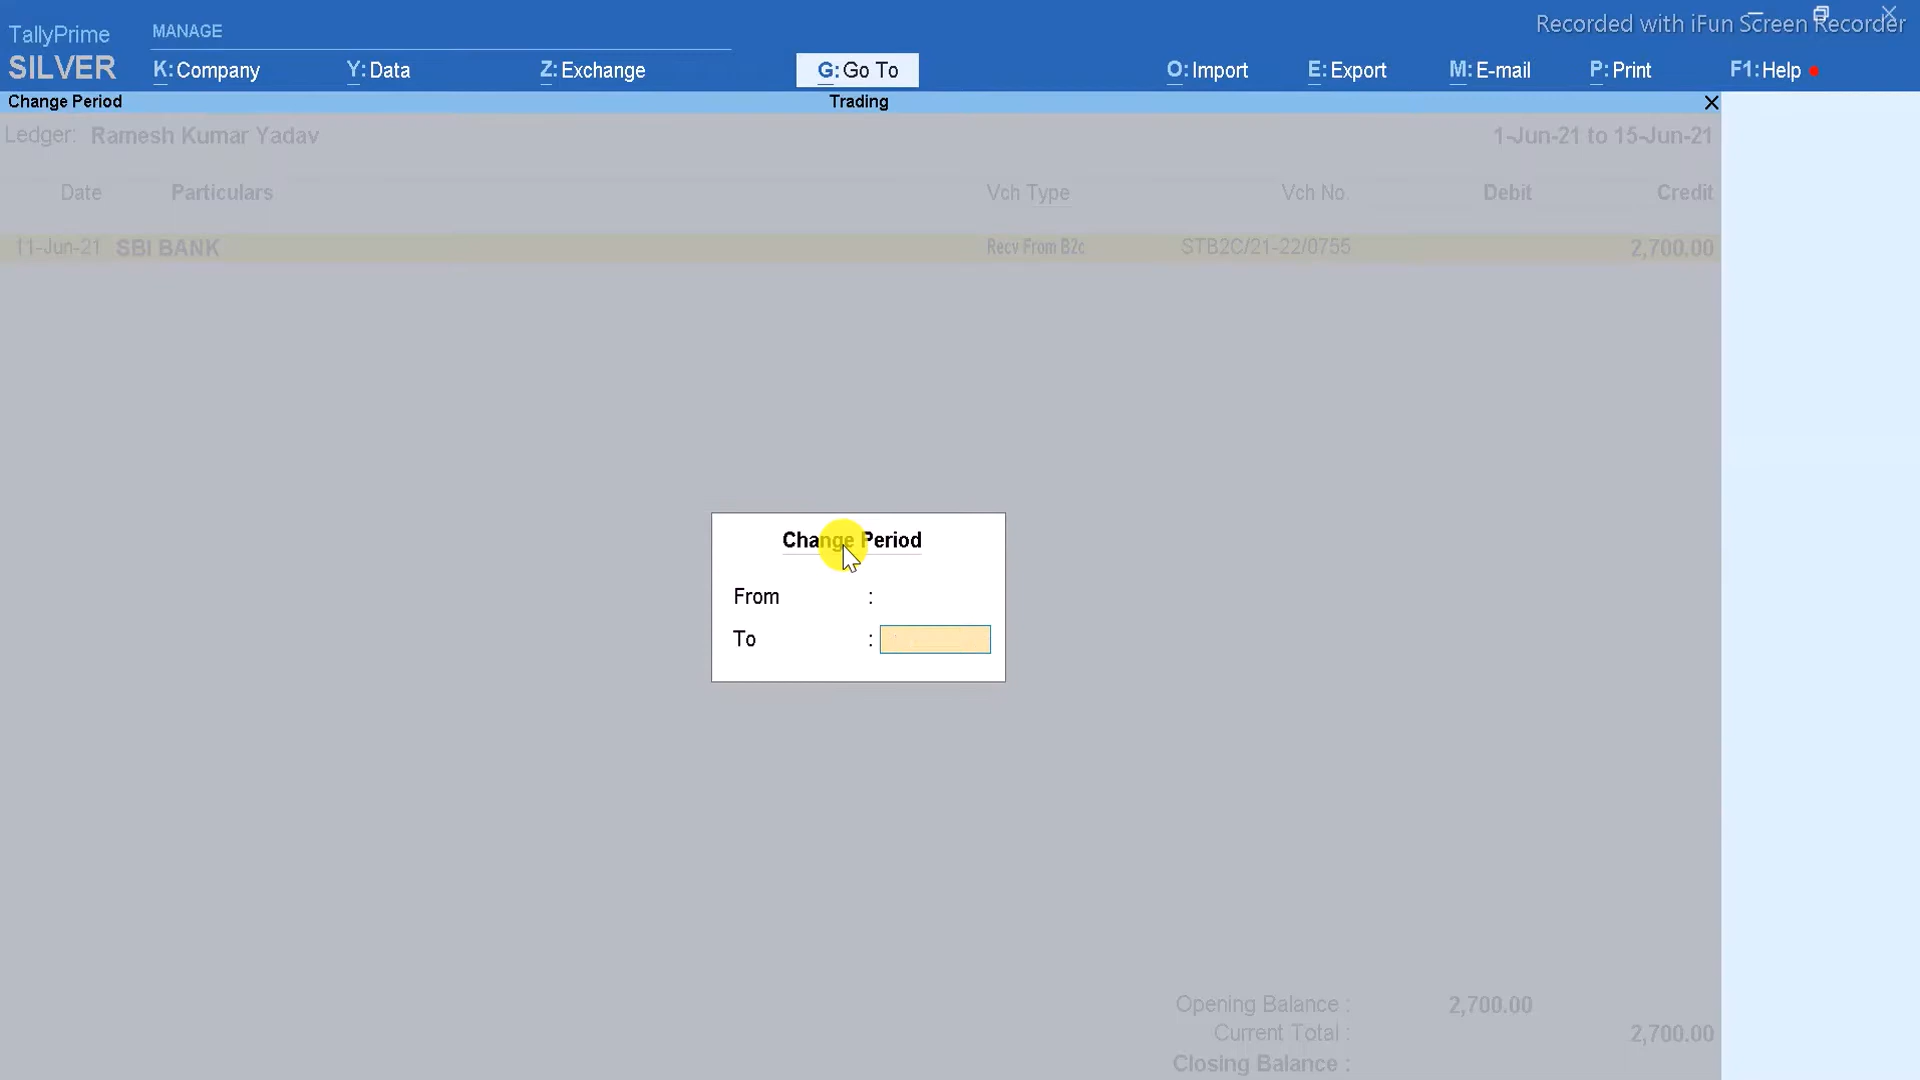 Recorded with iFun Screen Recorder
TallyPrime
SILVER
MANAGE
K: Company
Y: Data
Z: Exchange
G: Go To
O: Import
E: Export
M: E-mail
P: Print
F1: Help
Change Period
Trading
Ledger: Ramesh Kumar Yadav
1-Jun-21 to 15-Jun-21
Date Particulars Vch Type Vch No. Debit Credit
11-Jun-21 SBI BANK Recv From B2c STB2C/21-22/0755 2,700.00
Change Period
From :
To :
Opening Balance : 2,700.00
Current Total : 2,700.00
Closing Balance :